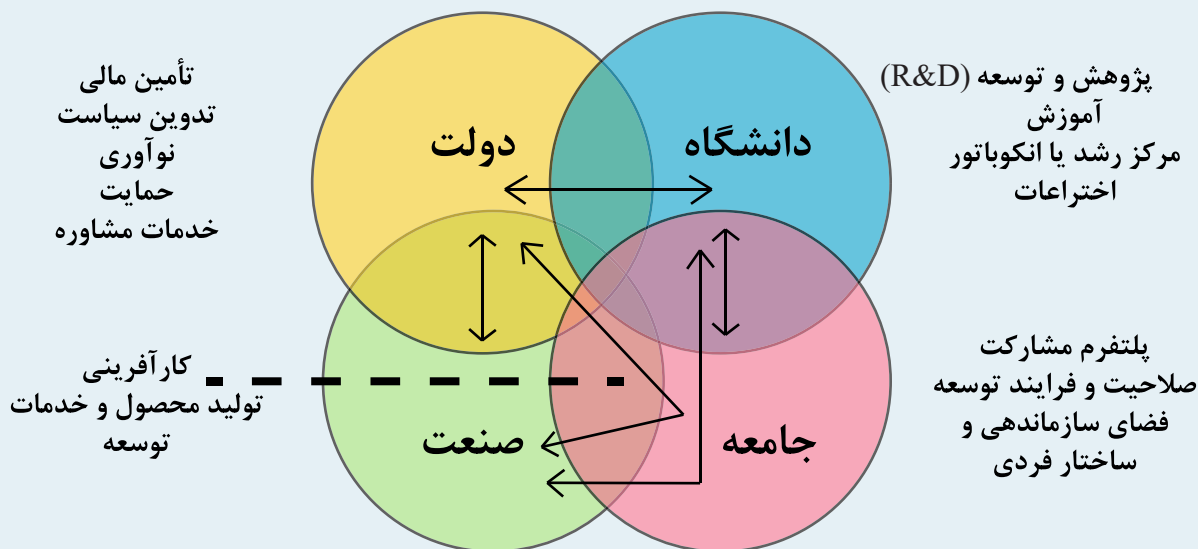 پژوهش و توسعه (R&D)
آموزش
مرکز رشد یا انکوباتور
اختراعات
دانشگاه
دولت
تأمین مالی
تدوین سیاست
نوآوری
حمایت
خدمات مشاوره
پلتفرم مشارکت
صلاحیت و فرایند توسعه
فضای سازماندهی و
ساختار فردی
جامعه
صنعت
کارآفرینی
تولید محصول و خدمات
توسعه